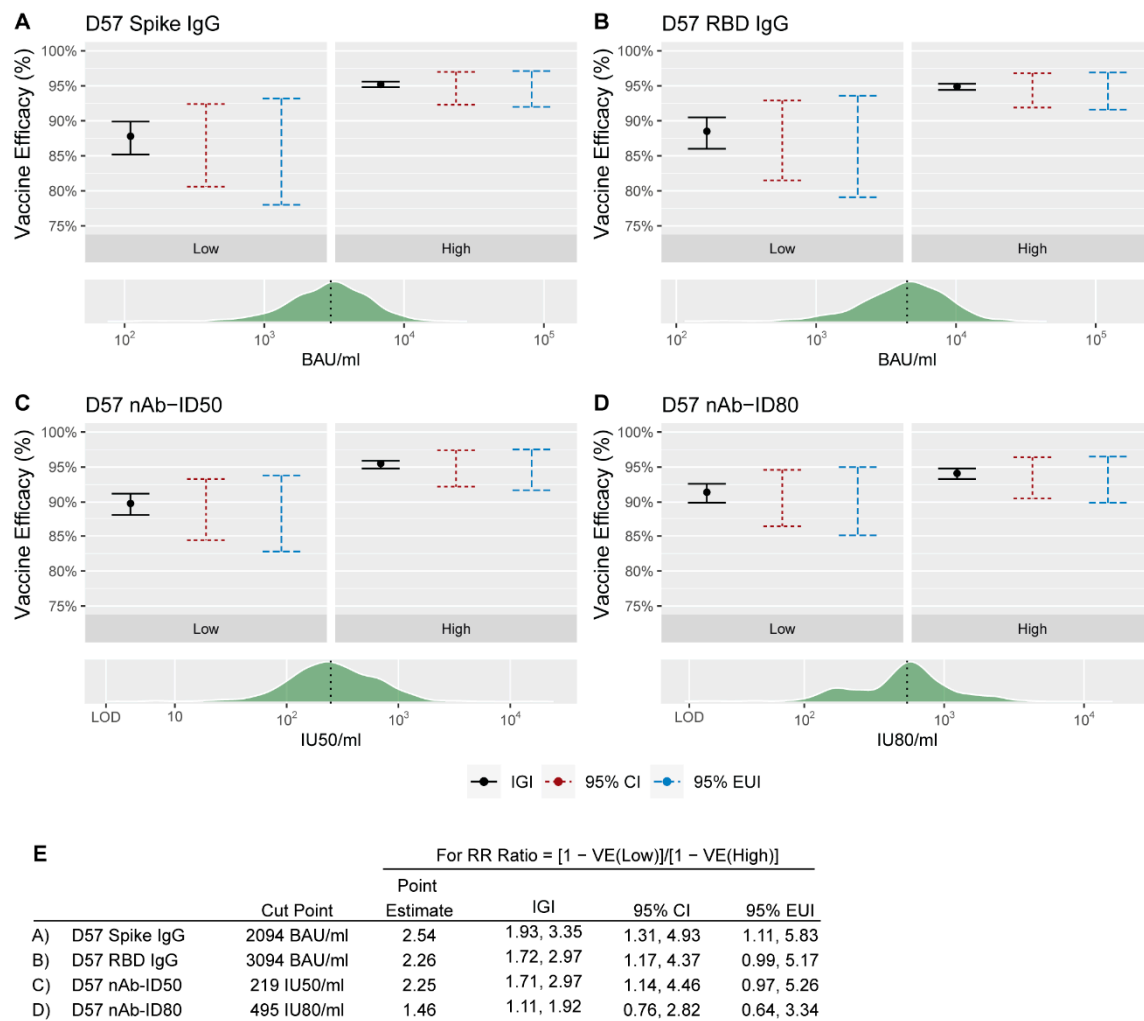 A D57 Spike IgG
Vaccine Efficacy (%)
100%
95%
90%
85%
80%
75%
Low High
10² 10³ 10⁴ 10⁵
BAU/ml
B D57 RBD IgG
Vaccine Efficacy (%)
100%
95%
90%
85%
80%
75%
Low High
10² 10³ 10⁴ 10⁵
BAU/ml
C D57 nAb−ID50
Vaccine Efficacy (%)
100%
95%
90%
85%
80%
75%
Low High
LOD 10 10² 10³ 10⁴
IU50/ml
D D57 nAb−ID80
Vaccine Efficacy (%)
100%
95%
90%
85%
80%
75%
Low High
LOD 10² 10³ 10⁴
IU80/ml
IGI 95% CI 95% EUI
E
For RR Ratio = [1 − VE(Low)]/[1 − VE(High)]
Cut Point Point Estimate IGI 95% CI 95% EUI
A) D57 Spike IgG 2094 BAU/ml 2.54 1.93, 3.35 1.31, 4.93 1.11, 5.83
B) D57 RBD IgG 3094 BAU/ml 2.26 1.72, 2.97 1.17, 4.37 0.99, 5.17
C) D57 nAb-ID50 219 IU50/ml 2.25 1.71, 2.97 1.14, 4.46 0.97, 5.26
D) D57 nAb-ID80 495 IU80/ml 1.46 1.11, 1.92 0.76, 2.82 0.64, 3.34